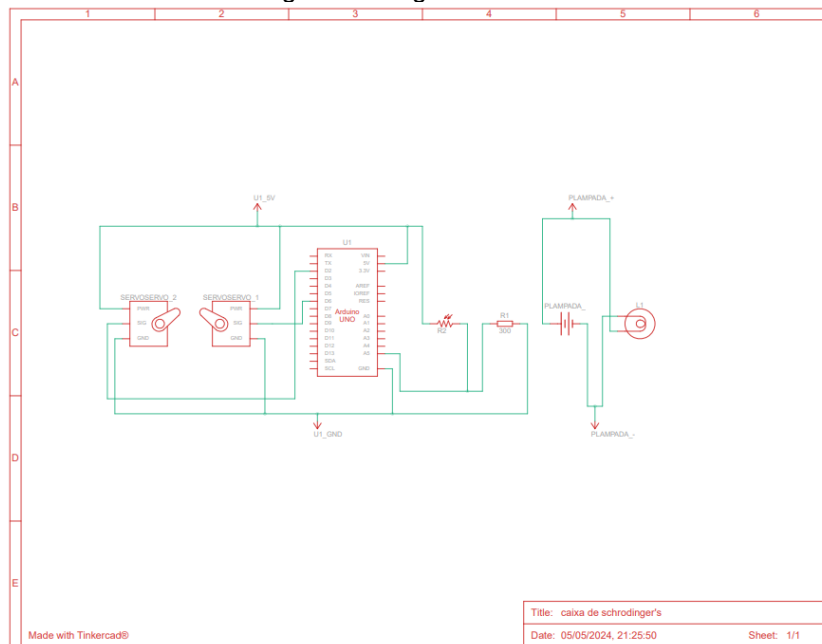 1 2 3 4 5 6
A
B
C
D
E
U1_5V
PLAMPADA_+
U1
RX
TX
D2
D3
D4
D5
D6
D7
D8
D9
D10
D11
D12
D13
SDA
SCL
VIN
5V
3.3V
AREF
IOREF
RES
A0
A1
A2
A3
A4
A5
GND
Arduino
UNO
SERVOSERVO_2
PWR
SIG
GND
SERVOSERVO_1
PWR
SIG
GND
R2
R1
300
PLAMPADA_
L1
U1_GND
PLAMPADA_-
Title: caixa de schrodinger's
Date: 05/05/2024, 21:25:50 Sheet: 1/1
Made with Tinkercad®